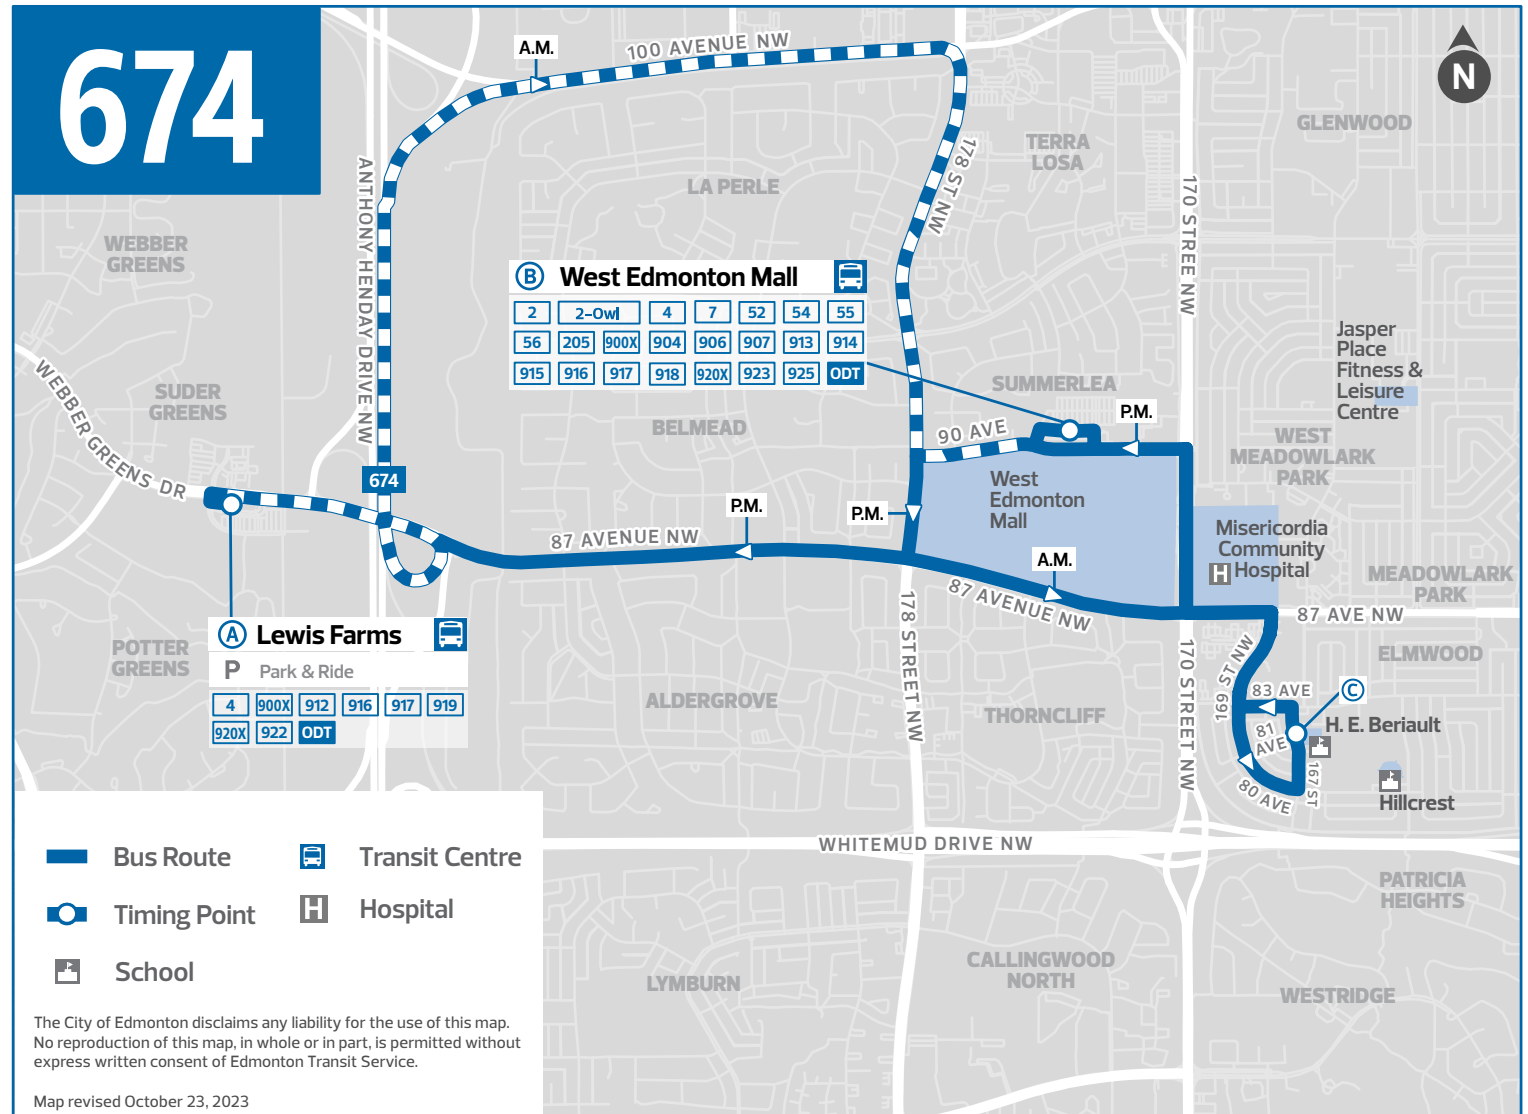 674
A.M.
100 AVENUE NW
N
GLENWOOD
TERRA
LOSA
178 ST NW
LA PERLE
ANTHONY HENDAY DRIVE NW
170 STREE NW
WEBBER
GREENS
B West Edmonton Mall
2 2-Owl 4 7 52 54 55
56 205 900X 904 906 907 913 914
915 916 917 918 920X 923 925 ODT
Jasper
Place
Fitness &
Leisure
Centre
WEBBER GREENS DR
SUDER
GREENS
SUMMERLEA
BELMEAD
90 AVE
P.M.
WEST
MEADOWLARK
PARK
674
West
Edmonton
Mall
P.M.
P.M.
87 AVENUE NW
Misericordia
Community
H Hospital
A.M.
MEADOWLARK
PARK
87 AVENUE NW
87 AVE NW
178 STREET NW
170 STREET NW
169 ST NW
ELMWOOD
A Lewis Farms
P Park & Ride
4 900X 912 916 917 919
920X 922 ODT
POTTER
GREENS
ALDERGROVE
THORNCLIFF
83 AVE
C
81
AVE
H. E. Beriault
167 ST
80 AVE
Hillcrest
WHITEMUD DRIVE NW
PATRICIA
HEIGHTS
LYMBURN
CALLINGWOOD
NORTH
WESTRIDGE
Bus Route
Transit Centre
Timing Point
H Hospital
School
The City of Edmonton disclaims any liability for the use of this map.
No reproduction of this map, in whole or in part, is permitted without
express written consent of Edmonton Transit Service.
Map revised October 23, 2023